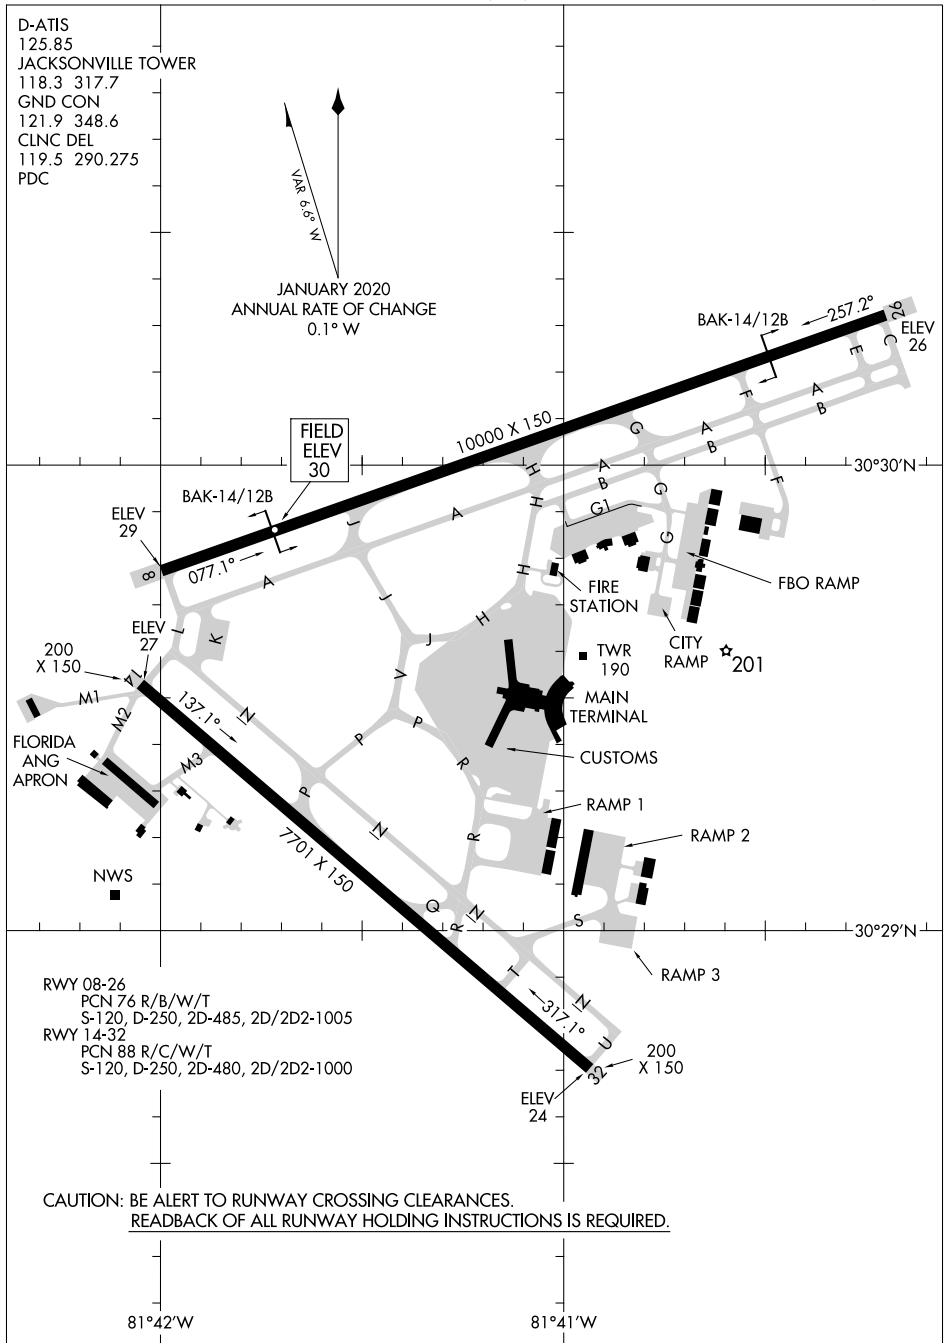 D-ATIS
125.85
JACKSONVILLE TOWER
118.3 317.7
GND CON
121.9 348.6
CLNC DEL
119.5 290.275
PDC
VAR 6.6° W
JANUARY 2020
ANNUAL RATE OF CHANGE
0.1° W
BAK-14/12B
257.2°
26
ELEV
26
C
E
F
A
B
10000 X 150
G
A
B
FIELD
ELEV
30
30°30'N
H
A
B
F
BAK-14/12B
H
G
G1
A
J
ELEV
29
G
077.1°
8
A
H
FIRE
STATION
FBO RAMP
J
H
L
K
J
CITY
RAMP
ELEV
27
200
X 150
TWR
190
201
14
V
M1
137.1°
MAIN
TERMINAL
M2
N
P
P
FLORIDA
ANG
APRON
M3
R
CUSTOMS
P
RAMP 1
N
R
RAMP 2
7701 X 150
NWS
Q
N
R
S
30°29'N
T
RAMP 3
RWY 08-26
PCN 76 R/B/W/T
S-120, D-250, 2D-485, 2D/2D2-1005
RWY 14-32
PCN 88 R/C/W/T
S-120, D-250, 2D-480, 2D/2D2-1000
317.1°
N
U
32
200
X 150
ELEV
24
CAUTION: BE ALERT TO RUNWAY CROSSING CLEARANCES.
READBACK OF ALL RUNWAY HOLDING INSTRUCTIONS IS REQUIRED.
81°42'W
81°41'W